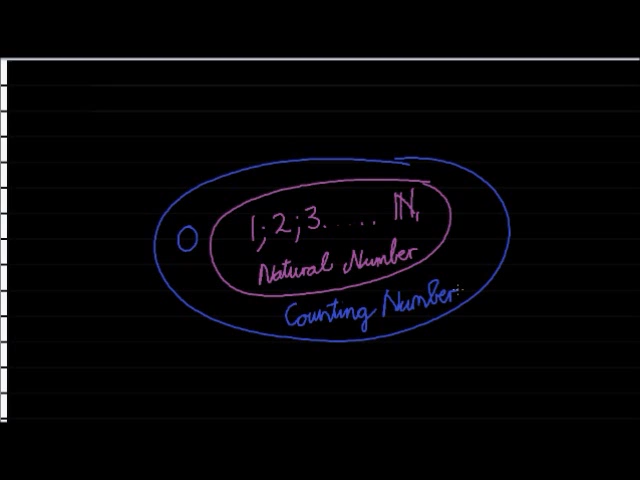 1; 2; 3..... ℕ,
0
Natural Number
Counting Number